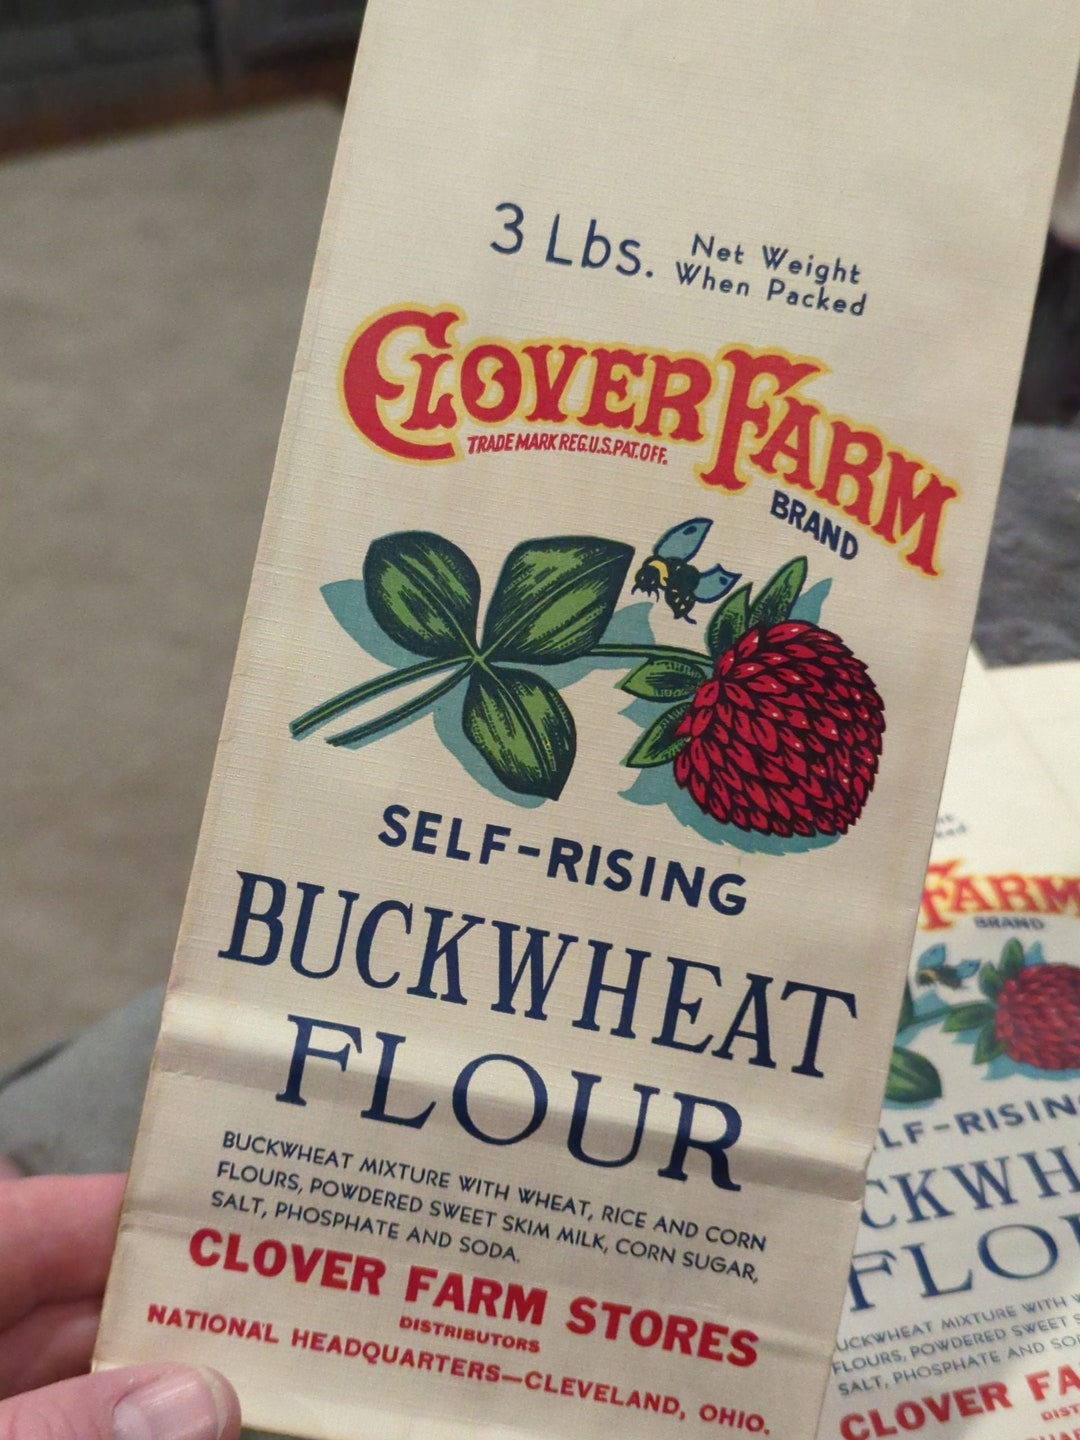 3 Lbs. Net Weight
When Packed
CLOVER FARM
TRADE MARK REG.U.S.PAT.OFF.
BRAND
SELF-RISING
BUCKWHEAT
FLOUR
BUCKWHEAT MIXTURE WITH WHEAT, RICE AND CORN
FLOURS, POWDERED SWEET SKIM MILK, CORN SUGAR,
SALT, PHOSPHATE AND SODA.
CLOVER FARM STORES
DISTRIBUTORS
NATIONAL HEADQUARTERS—CLEVELAND, OHIO.
FARM
BRAND
LF-RISING
CKWH
FLO
UCKWHEAT MIXTURE WITH
FLOURS, POWDERED SWEET
SALT, PHOSPHATE AND
CLOVER FA